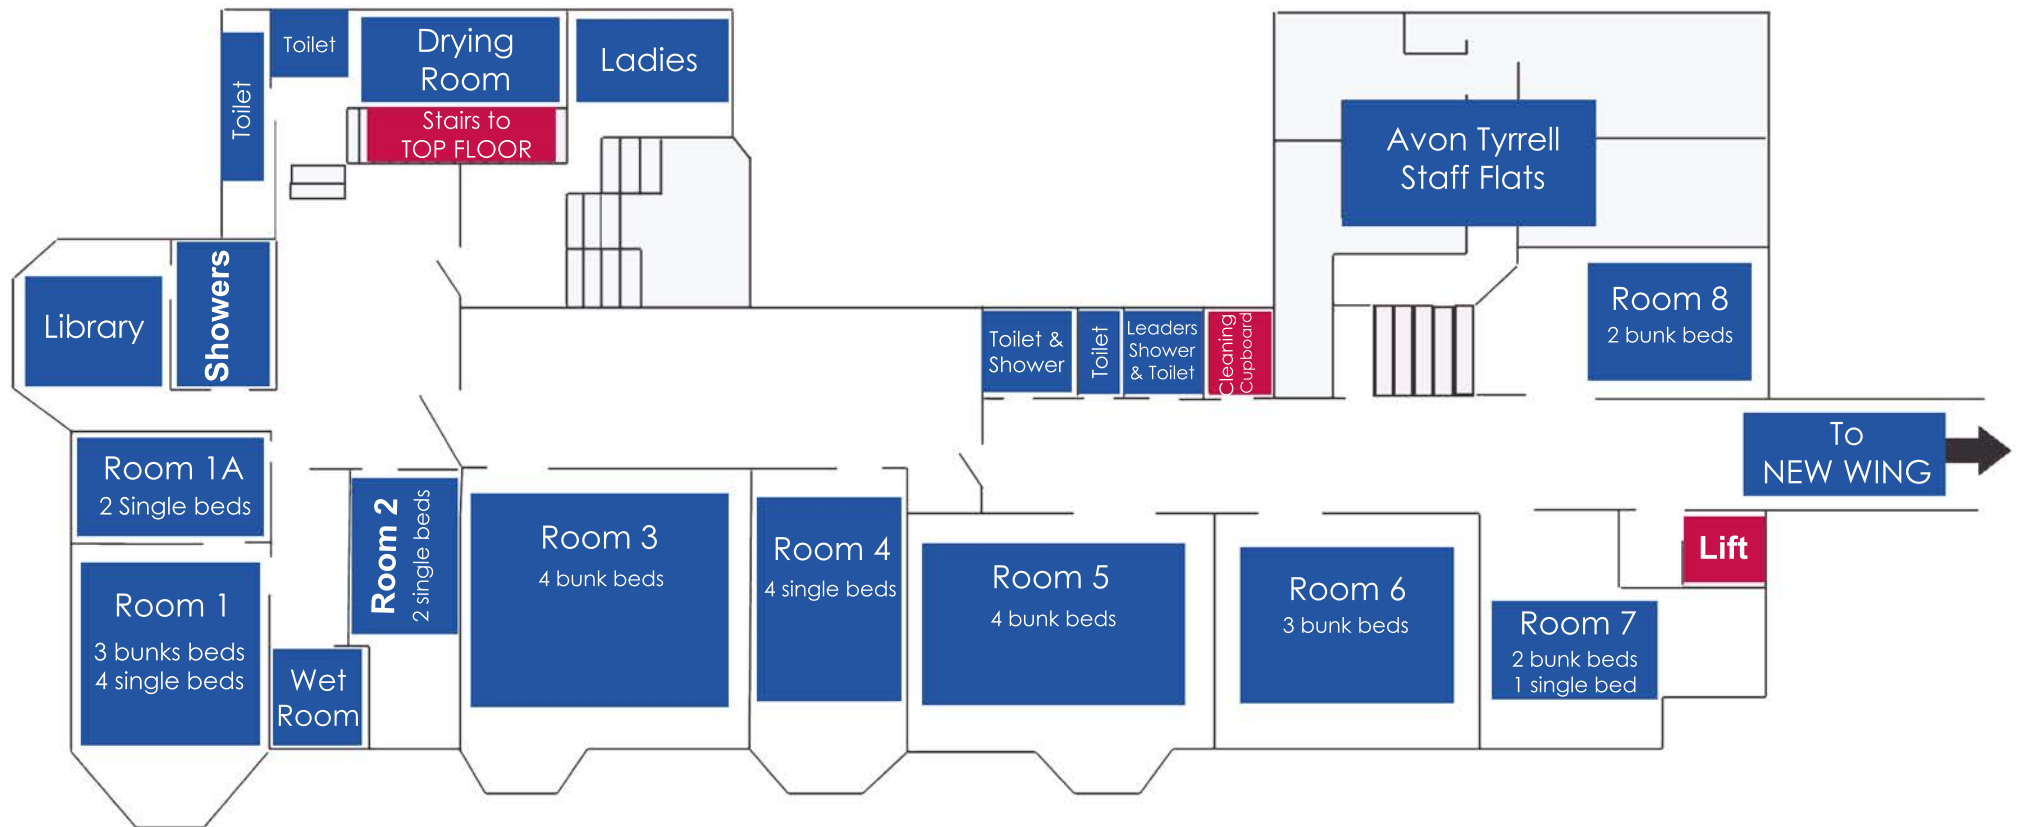 Toilet
Toilet
Drying
Room
Ladies
Stairs to
TOP FLOOR
Avon Tyrrell
Staff Flats
Library
Showers
Toilet &
Shower
Toilet
Leaders
Shower
& Toilet
Cleaning
Cupboard
Room 8
2 bunk beds
To
NEW WING
Room 1A
2 Single beds
Room 1
3 bunks beds
4 single beds
Wet
Room
Room 2
2 single beds
Room 3
4 bunk beds
Room 4
4 single beds
Room 5
4 bunk beds
Room 6
3 bunk beds
Room 7
2 bunk beds
1 single bed
Lift